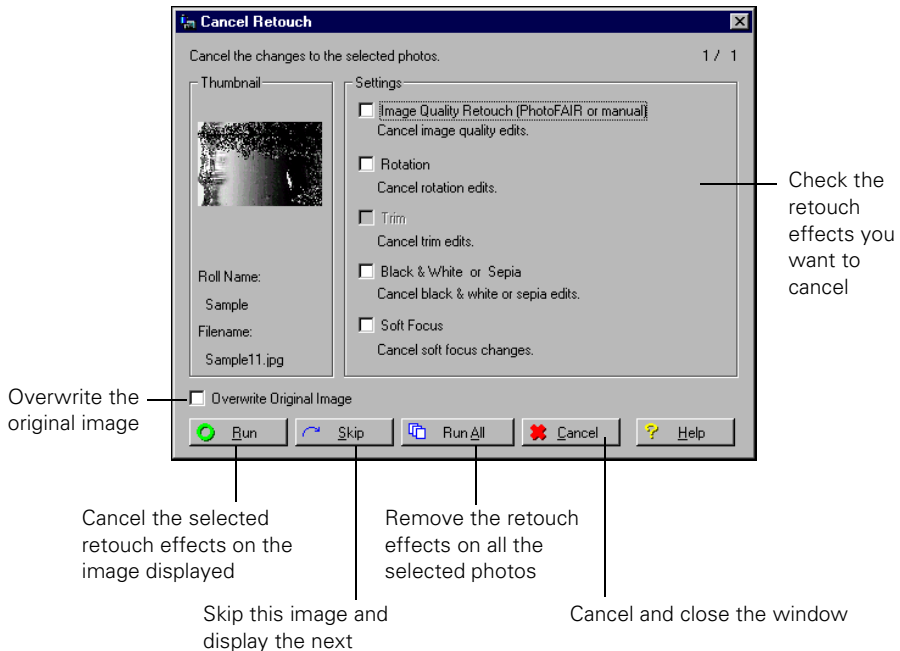 Cancel Retouch
Cancel the changes to the selected photos.
1 / 1
Thumbnail
Roll Name:
Sample
Filename:
Sample11.jpg
Settings
Image Quality Retouch (PhotoFAIR or manual)
Cancel image quality edits.
Rotation
Cancel rotation edits.
Trim
Cancel trim edits.
Black & White or Sepia
Cancel black & white or sepia edits.
Soft Focus
Cancel soft focus changes.
Check the
retouch
effects you
want to
cancel
Overwrite the
original image
Overwrite Original Image
Run
Skip
Run All
Cancel
Help
Cancel the selected
retouch effects on the
image displayed
Remove the retouch
effects on all the
selected photos
Skip this image and
display the next
Cancel and close the window